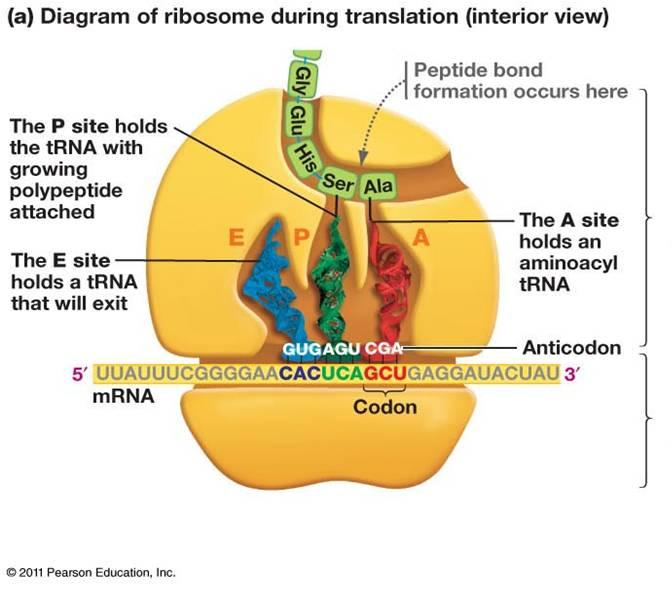 (a) Diagram of ribosome during translation (interior view)
Peptide bond
formation occurs here
Gly
Glu
His
Ser
Ala
The P site holds
the tRNA with
growing
polypeptide
attached
E
P
A
The A site
holds an
aminoacyl
tRNA
The E site
holds a tRNA
that will exit
GUGAGU CGA
Anticodon
5′ UUAUUUCGGGGAACACUCAGCUGAGGAUACUAU 3′
mRNA
Codon
© 2011 Pearson Education, Inc.